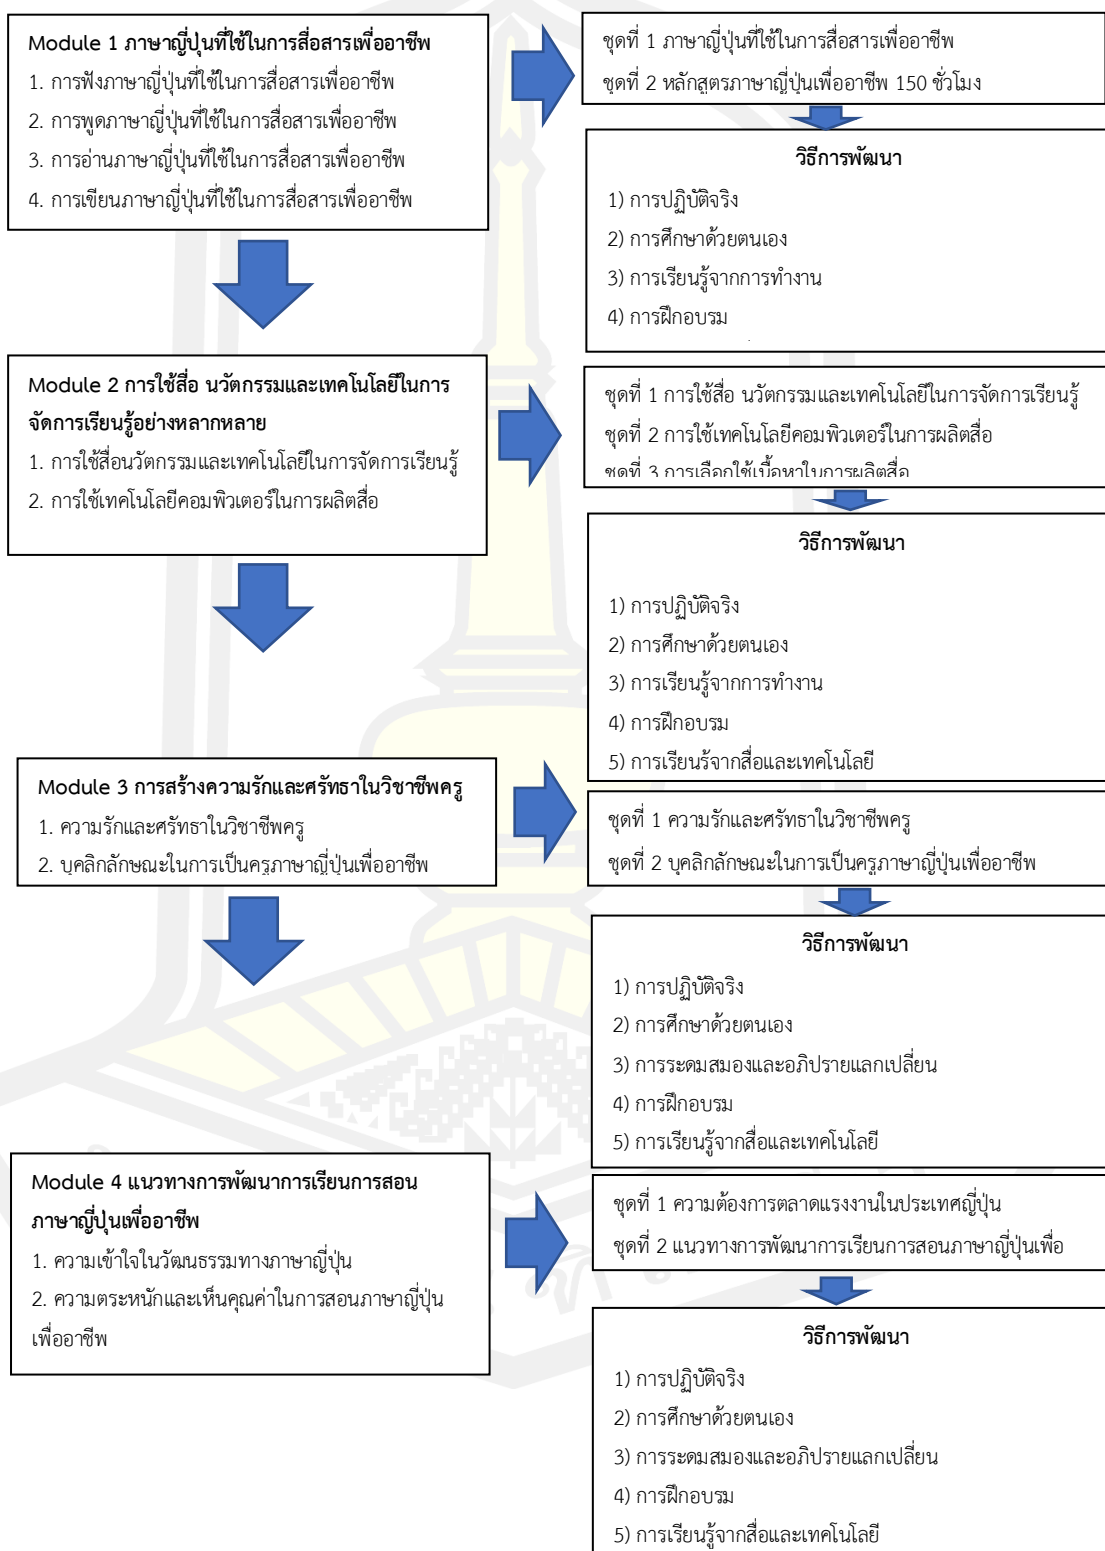 Module 1 ภาษาญี่ปุ่นที่ใช้ในการสื่อสารเพื่ออาชีพ
1. การฟังภาษาญี่ปุ่นที่ใช้ในการสื่อสารเพื่ออาชีพ
2. การพูดภาษาญี่ปุ่นที่ใช้ในการสื่อสารเพื่ออาชีพ
3. การอ่านภาษาญี่ปุ่นที่ใช้ในการสื่อสารเพื่ออาชีพ
4. การเขียนภาษาญี่ปุ่นที่ใช้ในการสื่อสารเพื่ออาชีพ
ชุดที่ 1 ภาษาญี่ปุ่นที่ใช้ในการสื่อสารเพื่ออาชีพ
ชุดที่ 2 หลักสูตรภาษาญี่ปุ่นเพื่ออาชีพ 150 ชั่วโมง
วิธีการพัฒนา
1) การปฏิบัติจริง
2) การศึกษาด้วยตนเอง
3) การเรียนรู้จากการทำงาน
4) การฝึกอบรม
Module 2 การใช้สื่อ นวัตกรรมและเทคโนโลยีในการ
จัดการเรียนรู้อย่างหลากหลาย
1. การใช้สื่อนวัตกรรมและเทคโนโลยีในการจัดการเรียนรู้
2. การใช้เทคโนโลยีคอมพิวเตอร์ในการผลิตสื่อ
ชุดที่ 1 การใช้สื่อ นวัตกรรมและเทคโนโลยีในการจัดการเรียนรู้
ชุดที่ 2 การใช้เทคโนโลยีคอมพิวเตอร์ในการผลิตสื่อ
ชุดที่ 3 การเลือกใช้เนื้อหาในการผลิตสื่อ
วิธีการพัฒนา
1) การปฏิบัติจริง
2) การศึกษาด้วยตนเอง
3) การเรียนรู้จากการทำงาน
4) การฝึกอบรม
5) การเรียนรู้จากสื่อและเทคโนโลยี
Module 3 การสร้างความรักและศรัทธาในวิชาชีพครู
1. ความรักและศรัทธาในวิชาชีพครู
2. บุคลิกลักษณะในการเป็นครูภาษาญี่ปุ่นเพื่ออาชีพ
ชุดที่ 1 ความรักและศรัทธาในวิชาชีพครู
ชุดที่ 2 บุคลิกลักษณะในการเป็นครูภาษาญี่ปุ่นเพื่ออาชีพ
วิธีการพัฒนา
1) การปฏิบัติจริง
2) การศึกษาด้วยตนเอง
3) การระดมสมองและอภิปรายแลกเปลี่ยน
4) การฝึกอบรม
5) การเรียนรู้จากสื่อและเทคโนโลยี
Module 4 แนวทางการพัฒนาการเรียนการสอน
ภาษาญี่ปุ่นเพื่ออาชีพ
1. ความเข้าใจในวัฒนธรรมทางภาษาญี่ปุ่น
2. ความตระหนักและเห็นคุณค่าในการสอนภาษาญี่ปุ่น
เพื่ออาชีพ
ชุดที่ 1 ความต้องการตลาดแรงงานในประเทศญี่ปุ่น
ชุดที่ 2 แนวทางการพัฒนาการเรียนการสอนภาษาญี่ปุ่นเพื่อ
วิธีการพัฒนา
1) การปฏิบัติจริง
2) การศึกษาด้วยตนเอง
3) การระดมสมองและอภิปรายแลกเปลี่ยน
4) การฝึกอบรม
5) การเรียนรู้จากสื่อและเทคโนโลยี